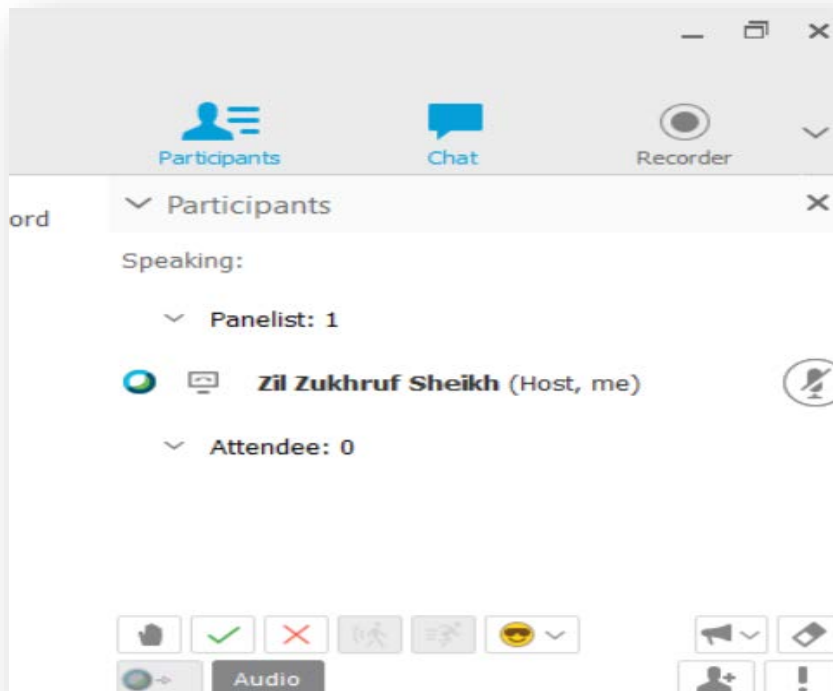 Participants Chat Recorder
ord
Participants
Speaking:
Panelist: 1
Zil Zukhruf Sheikh (Host, me)
Attendee: 0
Audio